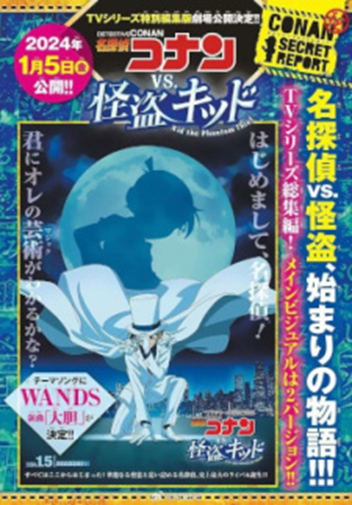 TVシリーズ特別編集版劇場公開決定!!
DETECTIVE CONAN
名探偵コナン
VS.
怪盗キッド
Kid the Phantom Thief
2024年
1月5日㊎
公開!!
CONAN
SECRET
REPORT
名探偵vs.怪盗、始まりの物語!!!
TVシリーズ総集編! メインビジュアルは2バージョン!!
はじめまして、名探偵!
君にオレの芸術がわかるかな?
テーマソングに
WANDS
新曲「大胆」が
決定!!
コナン
怪盗キッド
1.5